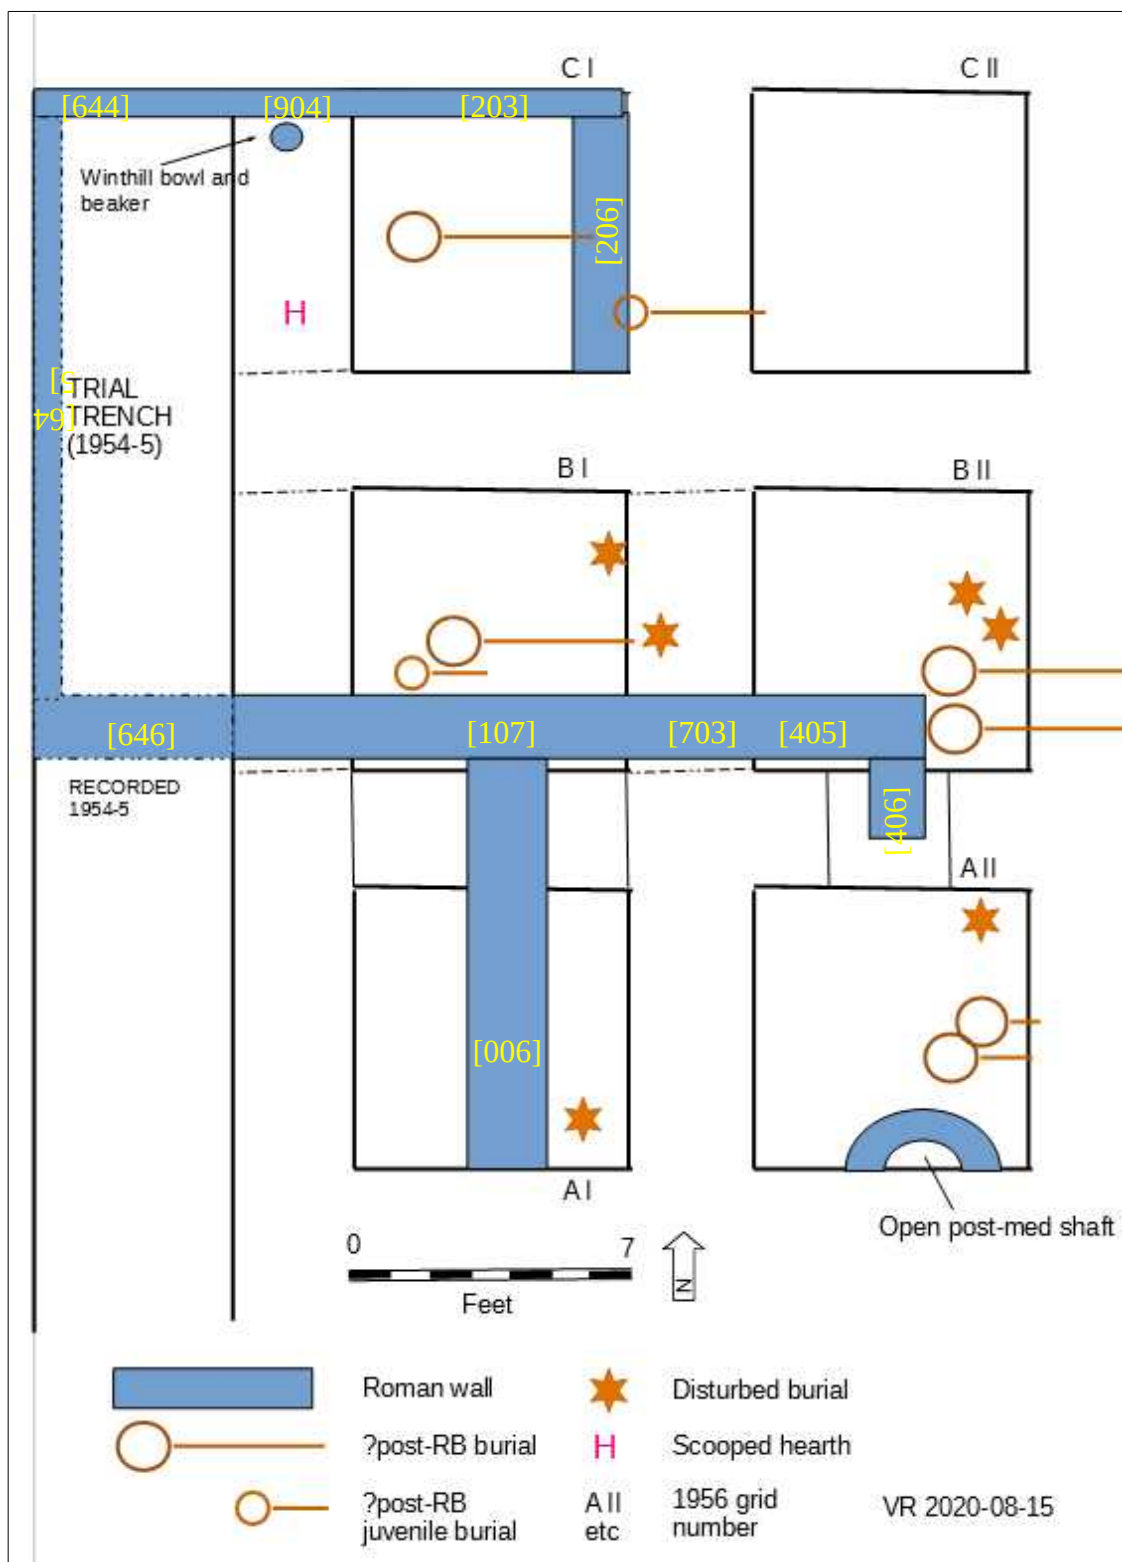 C I
C II
[644]
[904]
[203]
Winthill bowl and
beaker
[206]
H
[645]
TRIAL
TRENCH
(1954-5)
B I
B II
[646]
[107]
[703]
[405]
RECORDED
1954-5
[406]
A II
[006]
A I
Open post-med shaft
0
7
N
Feet
Roman wall
Disturbed burial
?post-RB burial
H
Scooped hearth
?post-RB
juvenile burial
A II
etc
1956 grid
number
VR 2020-08-15